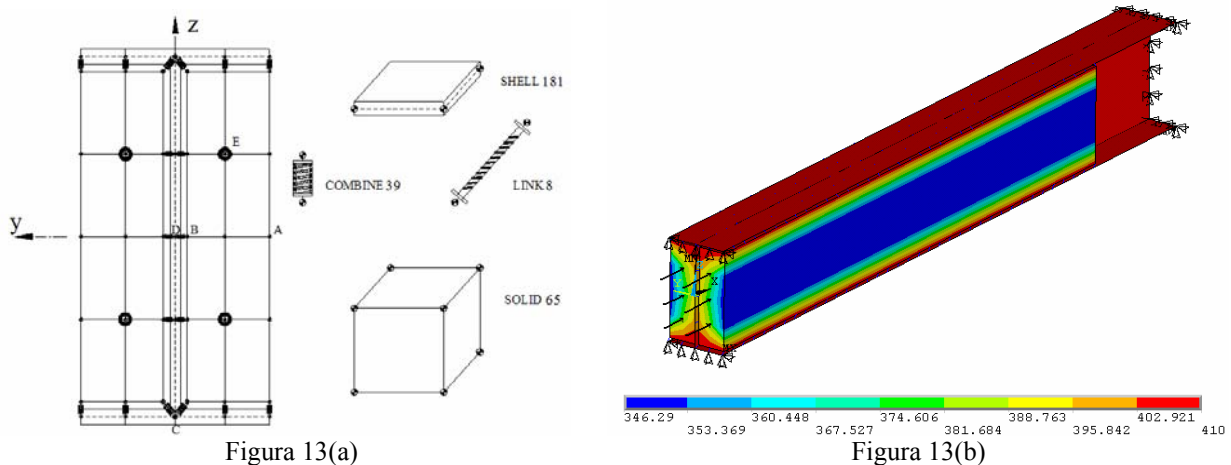 z
SHELL 181
E
COMBINE 39
LINK 8
y
D
B
A
SOLID 65
C
X
346.29
353.369
360.448
367.527
374.606
381.684
388.763
395.842
402.921
410
Figura 13(a)
Figura 13(b)